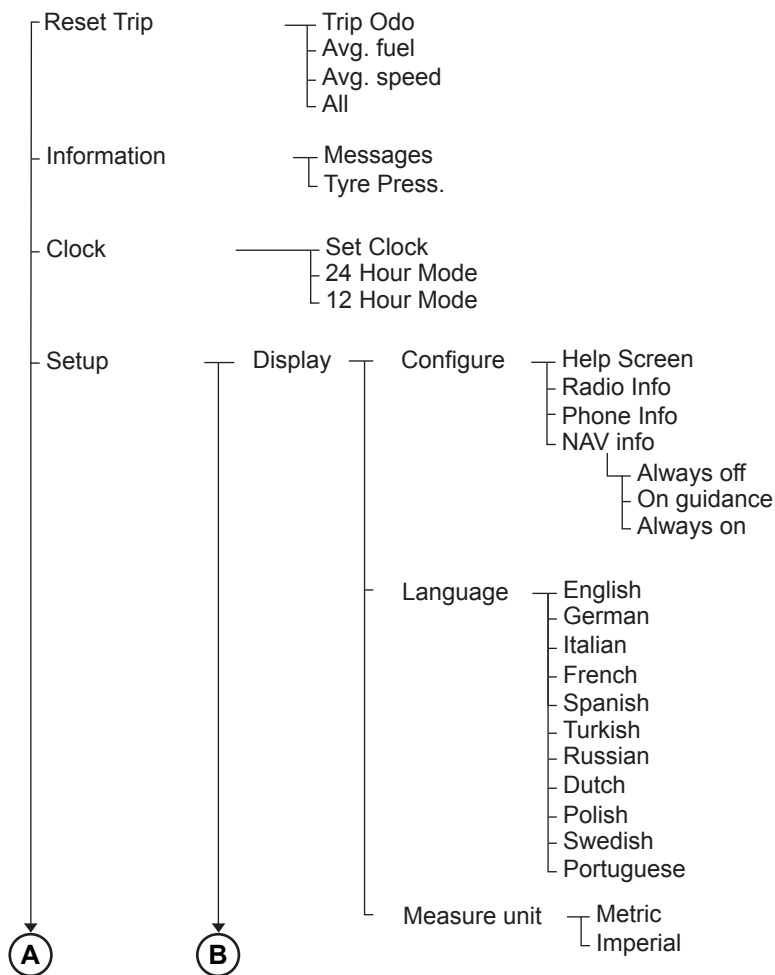 Reset Trip
Trip Odo
Avg. fuel
Avg. speed
All
Information
Messages
Tyre Press.
Clock
Set Clock
24 Hour Mode
12 Hour Mode
Setup
Display
Configure
Help Screen
Radio Info
Phone Info
NAV info
Always off
On guidance
Always on
Language
English
German
Italian
French
Spanish
Turkish
Russian
Dutch
Polish
Swedish
Portuguese
Measure unit
Metric
Imperial
A
B